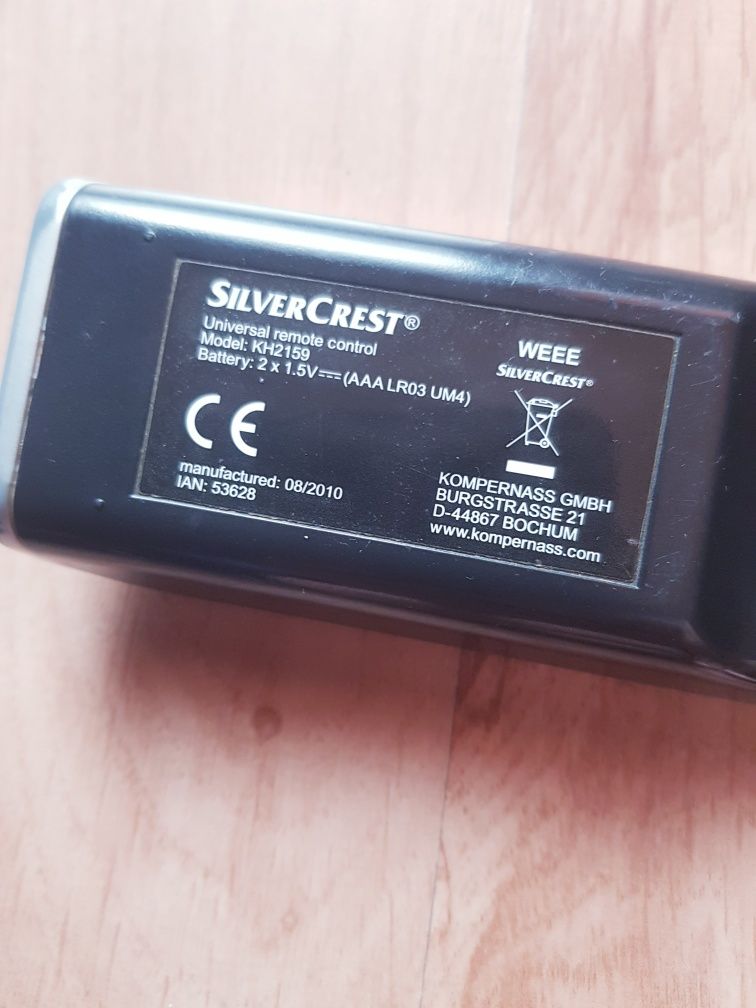 SILVERCREST®
Universal remote control
Model: KH2159
Battery: 2 x 1.5V⎓(AAA LR03 UM4)
CE
manufactured: 08/2010
IAN: 53628
WEEE
SILVERCREST®
KOMPERNASS GMBH
BURGSTRASSE 21
D-44867 BOCHUM
www.kompernass.com